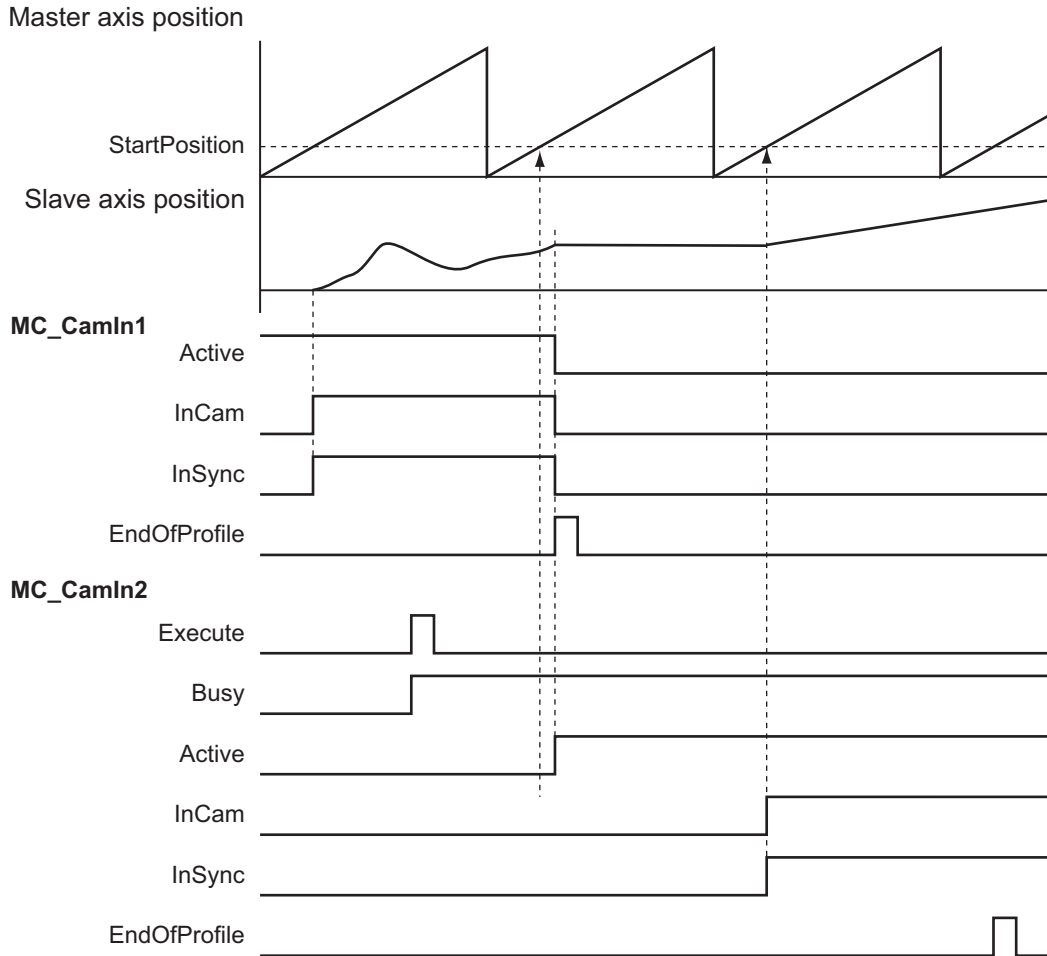 Master axis position
StartPosition
Slave axis position
MC_CamIn1
Active
InCam
InSync
EndOfProfile
MC_CamIn2
Execute
Busy
Active
InCam
InSync
EndOfProfile